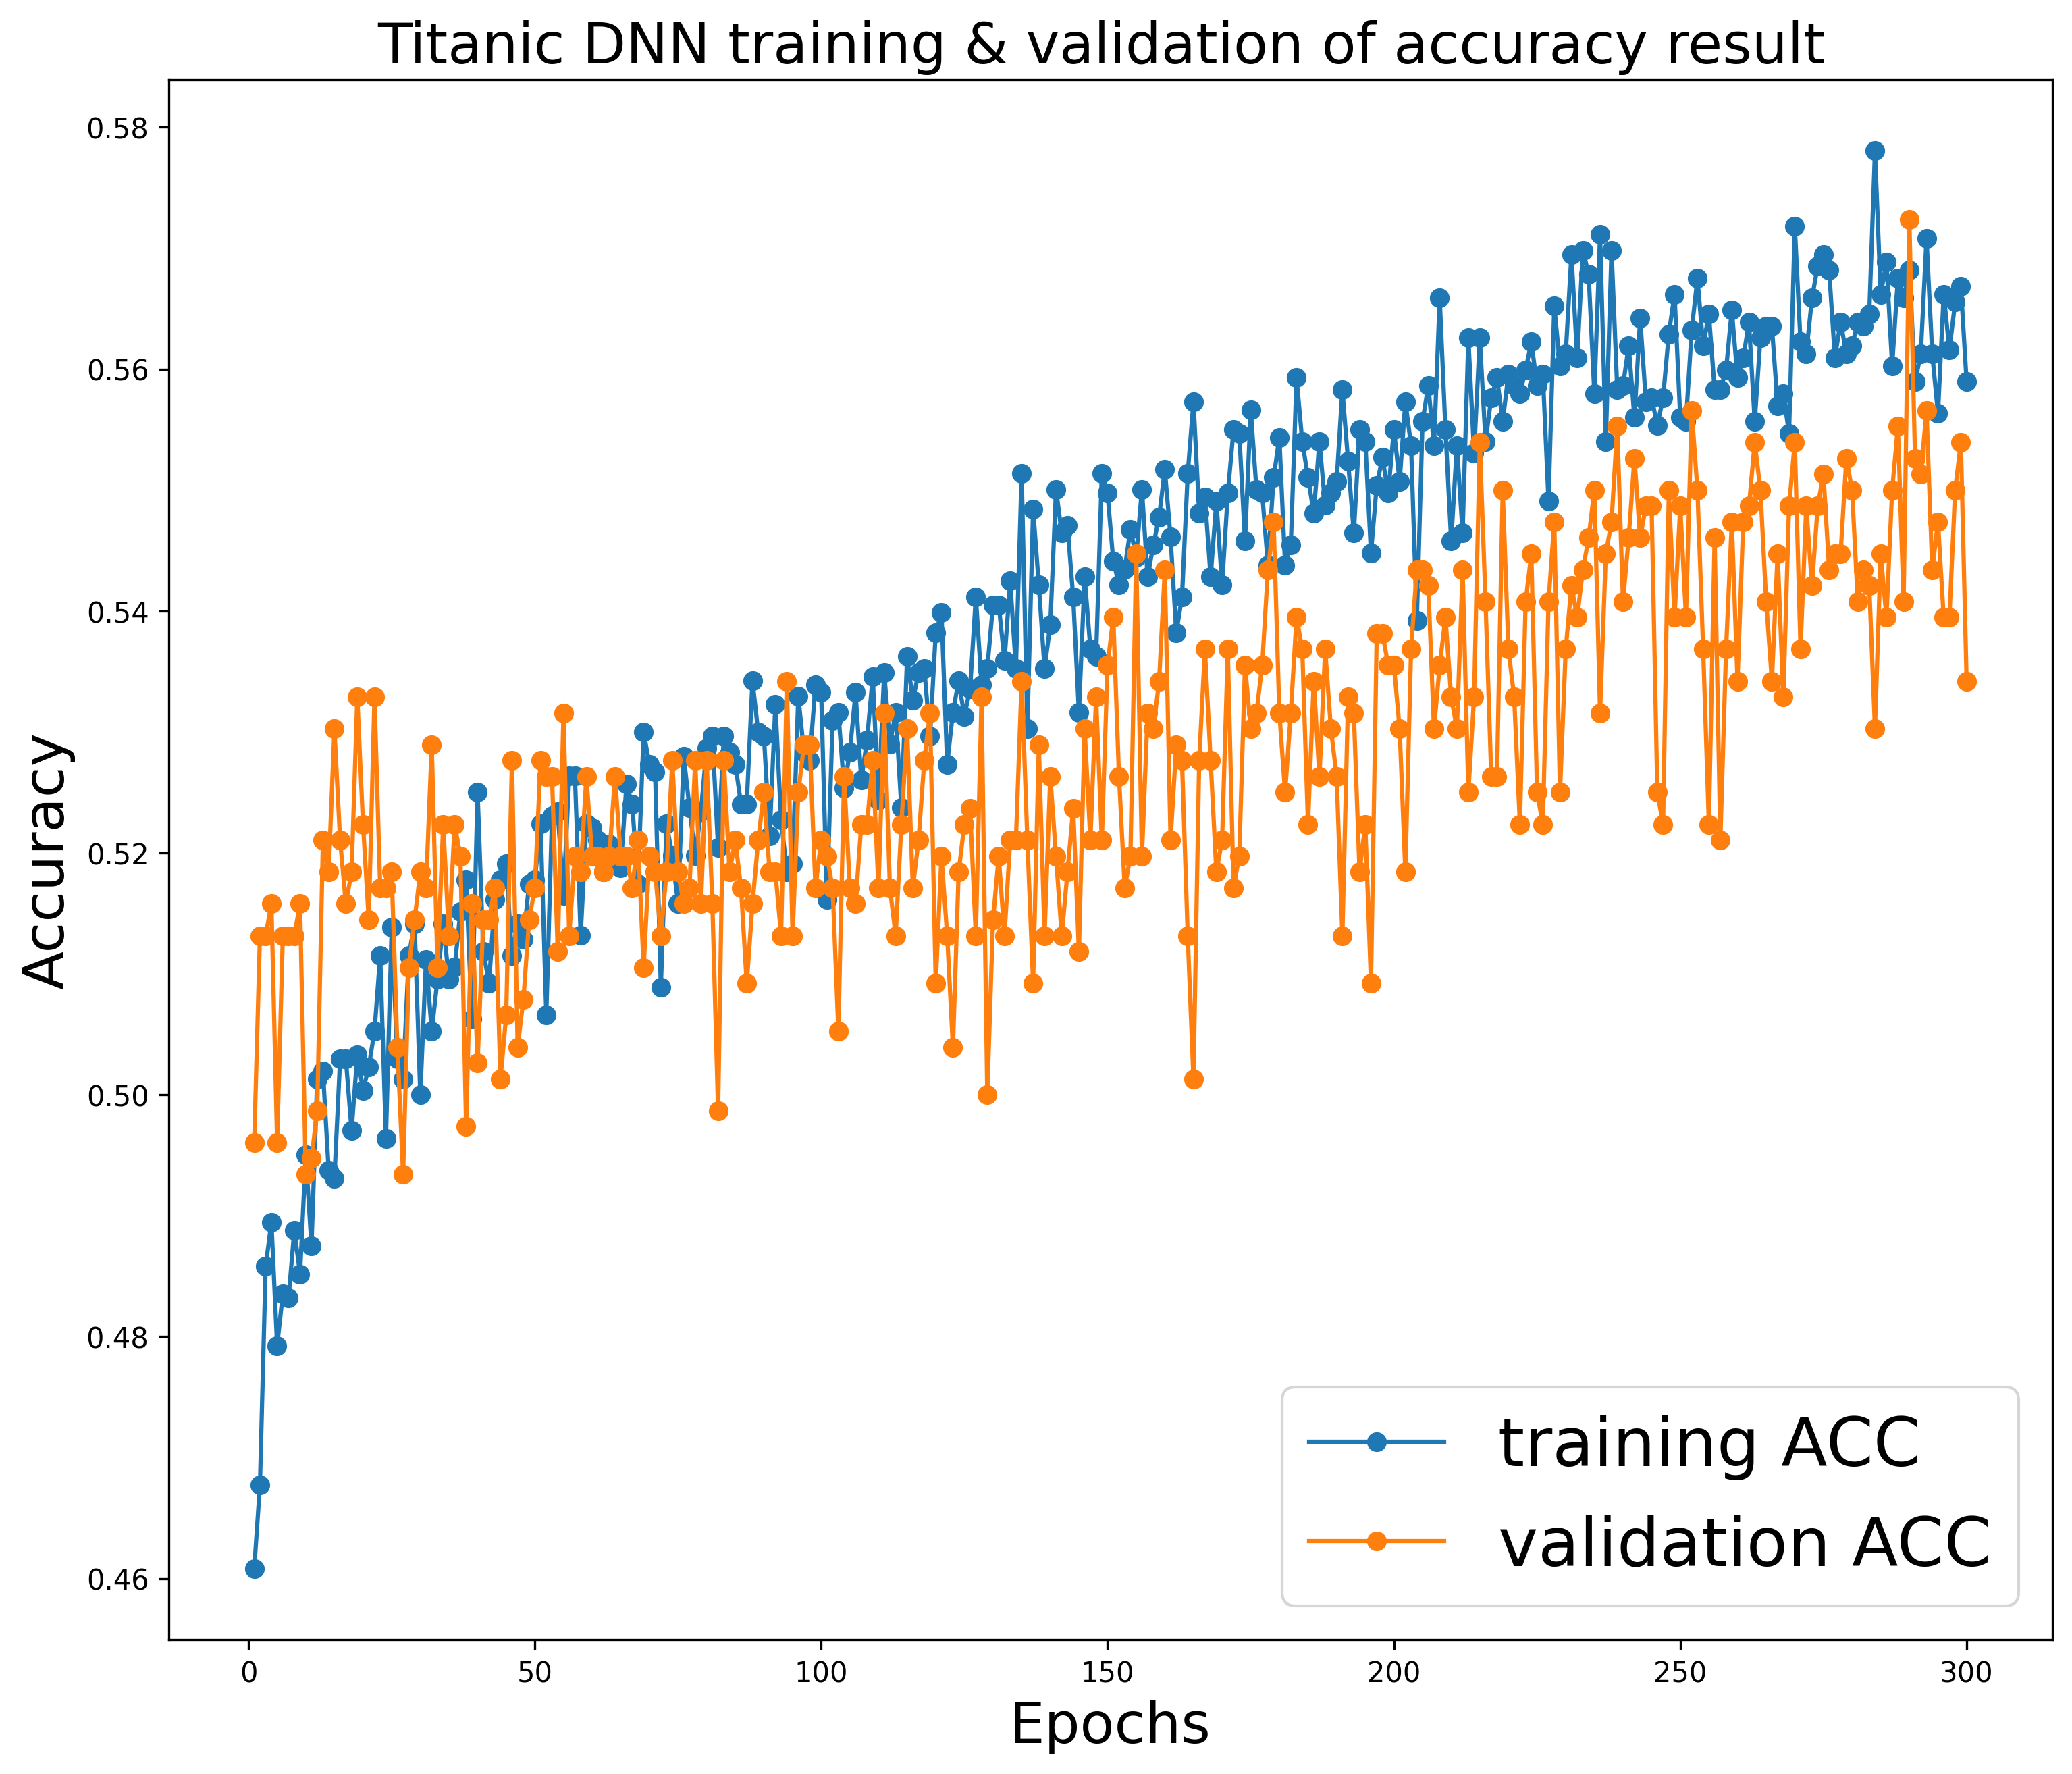 Titanic DNN training & validation of accuracy result
0.58
0.56
0.54
0.52
0.50
0.48
0.46
Accuracy
training ACC
validation ACC
0 50 100 150 200 250 300
Epochs